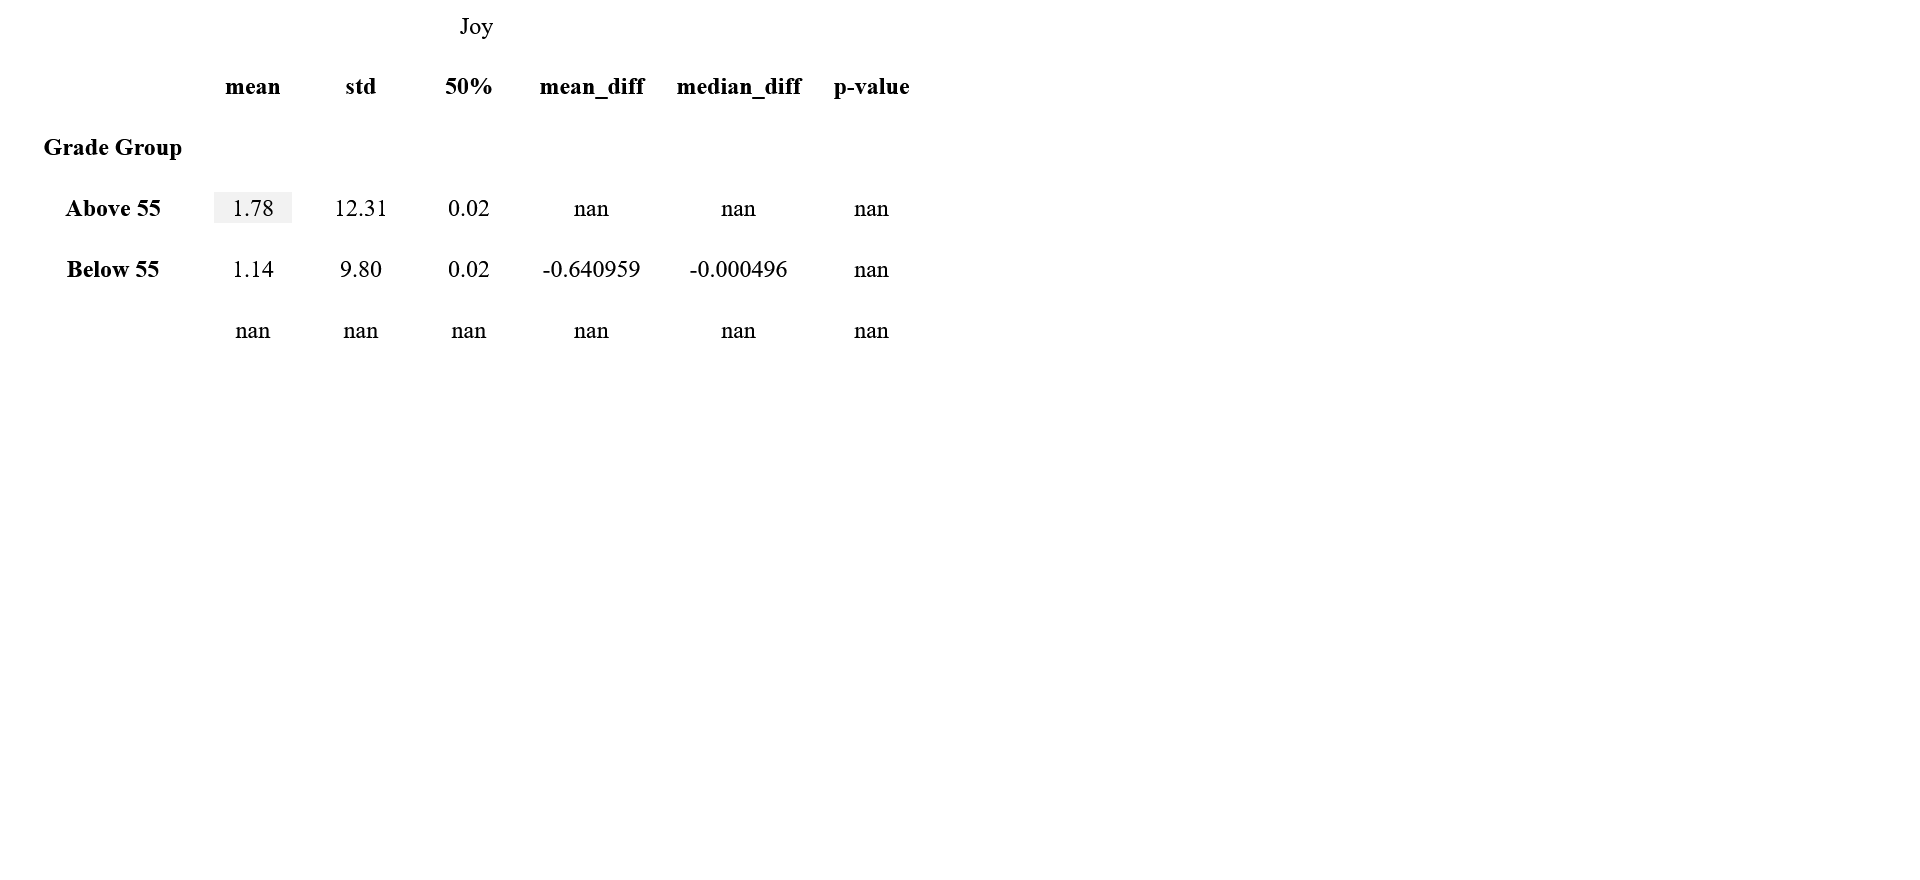 Joy
mean std 50% mean_diff median_diff p-value
Grade Group
Above 55 1.78 12.31 0.02 nan nan nan
Below 55 1.14 9.80 0.02 -0.640959 -0.000496 nan
nan nan nan nan nan nan